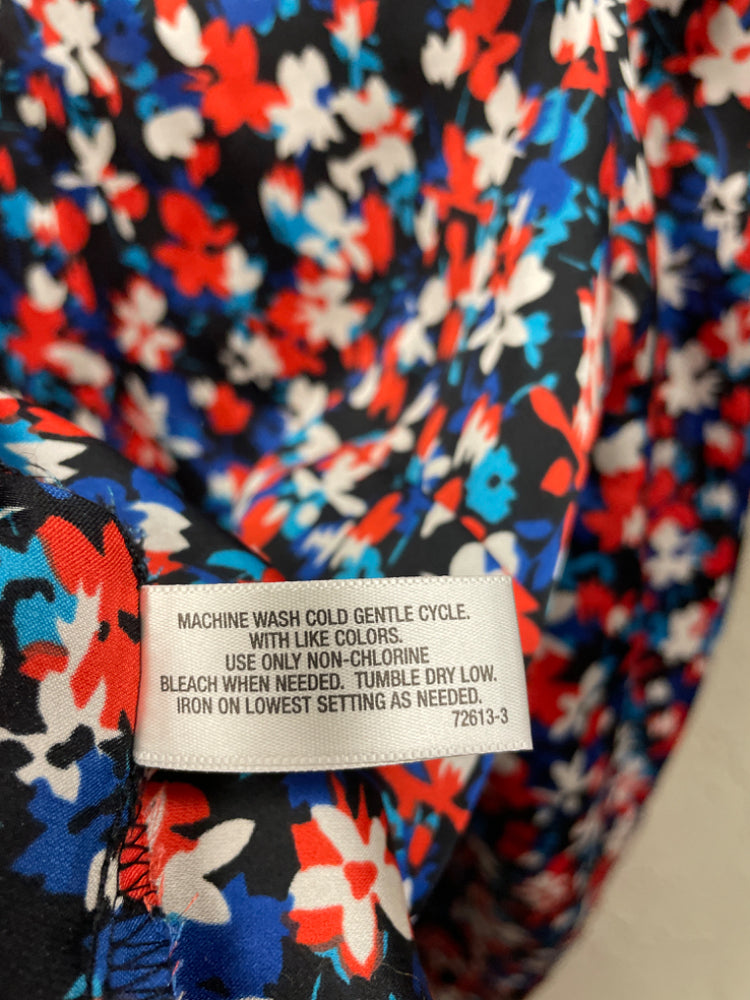 MACHINE WASH COLD GENTLE CYCLE.
WITH LIKE COLORS.
USE ONLY NON-CHLORINE
BLEACH WHEN NEEDED. TUMBLE DRY LOW.
IRON ON LOWEST SETTING AS NEEDED.
72613-3